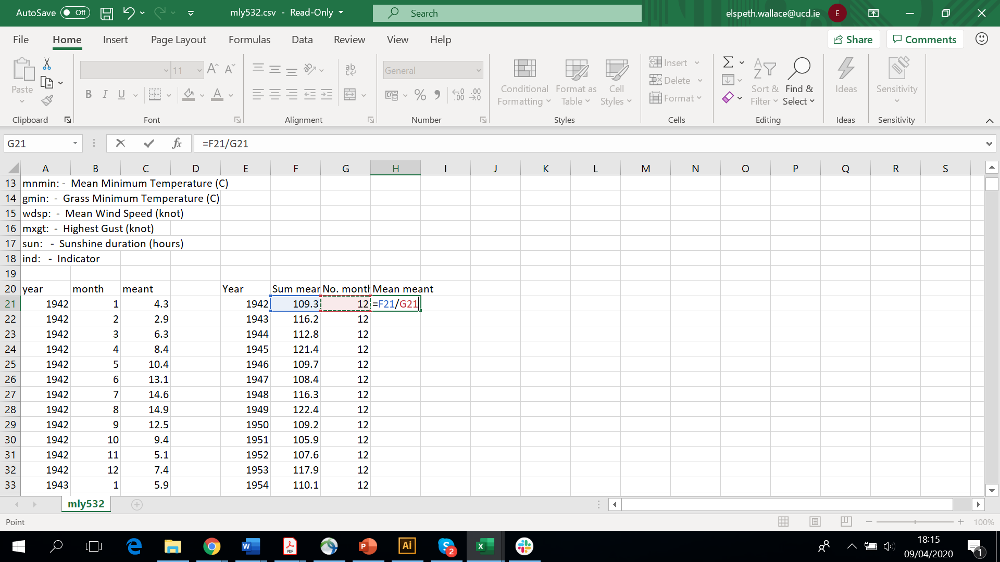 AutoSave Off mly532.csv - Read-Only Search elspeth.wallace@ucd.ie E
File Home Insert Page Layout Formulas Data Review View Help Share Comments
Paste 11 General Conditional Formatting Format as Table Cell Styles Insert Delete Format Sort & Filter Find & Select Ideas Sensitivity
B I U A % ab
Clipboard Font Alignment Number Styles Cells Editing Ideas Sensitivity
G21 fx =F21/G21
A B C D E F G H I J K L M N O P Q R S
13 mnmin: - Mean Minimum Temperature (C)
14 gmin: - Grass Minimum Temperature (C)
15 wdsp: - Mean Wind Speed (knot)
16 mxgt: - Highest Gust (knot)
17 sun: - Sunshine duration (hours)
18 ind: - Indicator
19
20 year month meant Year Sum mear No. month Mean meant
21 1942 1 4.3 1942 109.3 12 =F21/G21
22 1942 2 2.9 1943 116.2 12
23 1942 3 6.3 1944 112.8 12
24 1942 4 8.4 1945 121.4 12
25 1942 5 10.4 1946 109.7 12
26 1942 6 13.1 1947 108.4 12
27 1942 7 14.6 1948 116.3 12
28 1942 8 14.9 1949 122.4 12
29 1942 9 12.5 1950 109.2 12
30 1942 10 9.4 1951 105.9 12
31 1942 11 5.1 1952 107.6 12
32 1942 12 7.4 1953 117.9 12
33 1943 1 5.9 1954 110.1 12
mly532
Point 100%
W PDF P Ai S 2 X 18:15
09/04/2020 1